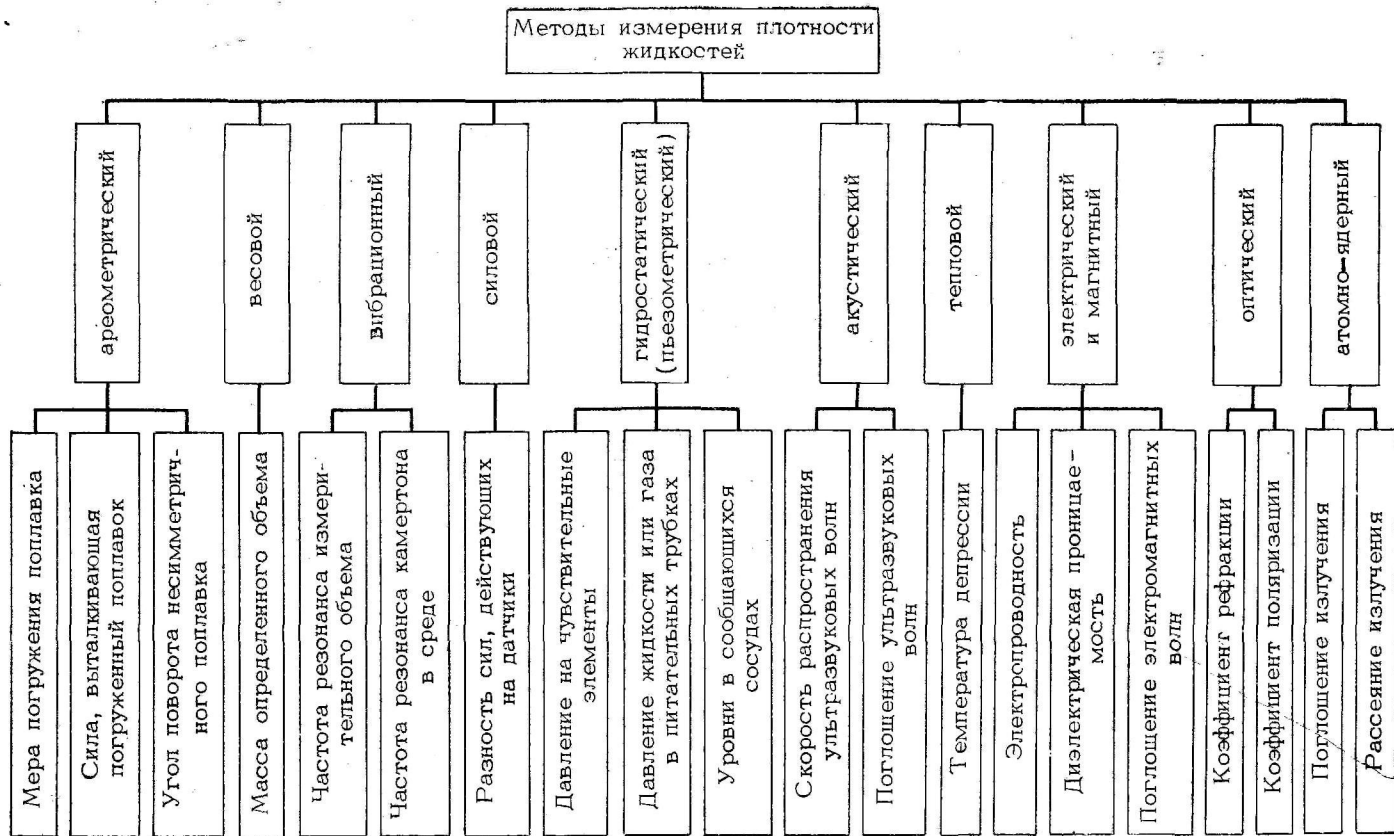 Методы измерения плотности
жидкостей
ареометрический
весовой
вибрационный
силовой
гидростатический
(пьезометрический)
акустический
тепловой
электрический
и магнитный
оптический
атомно-ядерный
Мера погружения поплавка
Сила, выталкивающая
погруженный поплавок
Угол поворота несимметрич-
ного поплавка
Масса определенного объема
Частота резонанса измери-
тельного объема
Частота резонанса камертона
в среде
Разность сил, действующих
на датчики
Давление на чувствительные
элементы
Давление жидкости или газа
в питательных трубках
Уровни в сообщающихся
сосудах
Скорость распространения
ультразвуковых волн
Поглощение ультразвуковых
волн
Температура депрессии
Электропроводность
Диэлектрическая проницае-
мость
Поглощение электромагнитных
волн
Коэффициент рефракции
Коэффициент поляризации
Поглощение излучения
Рассеяние излучения